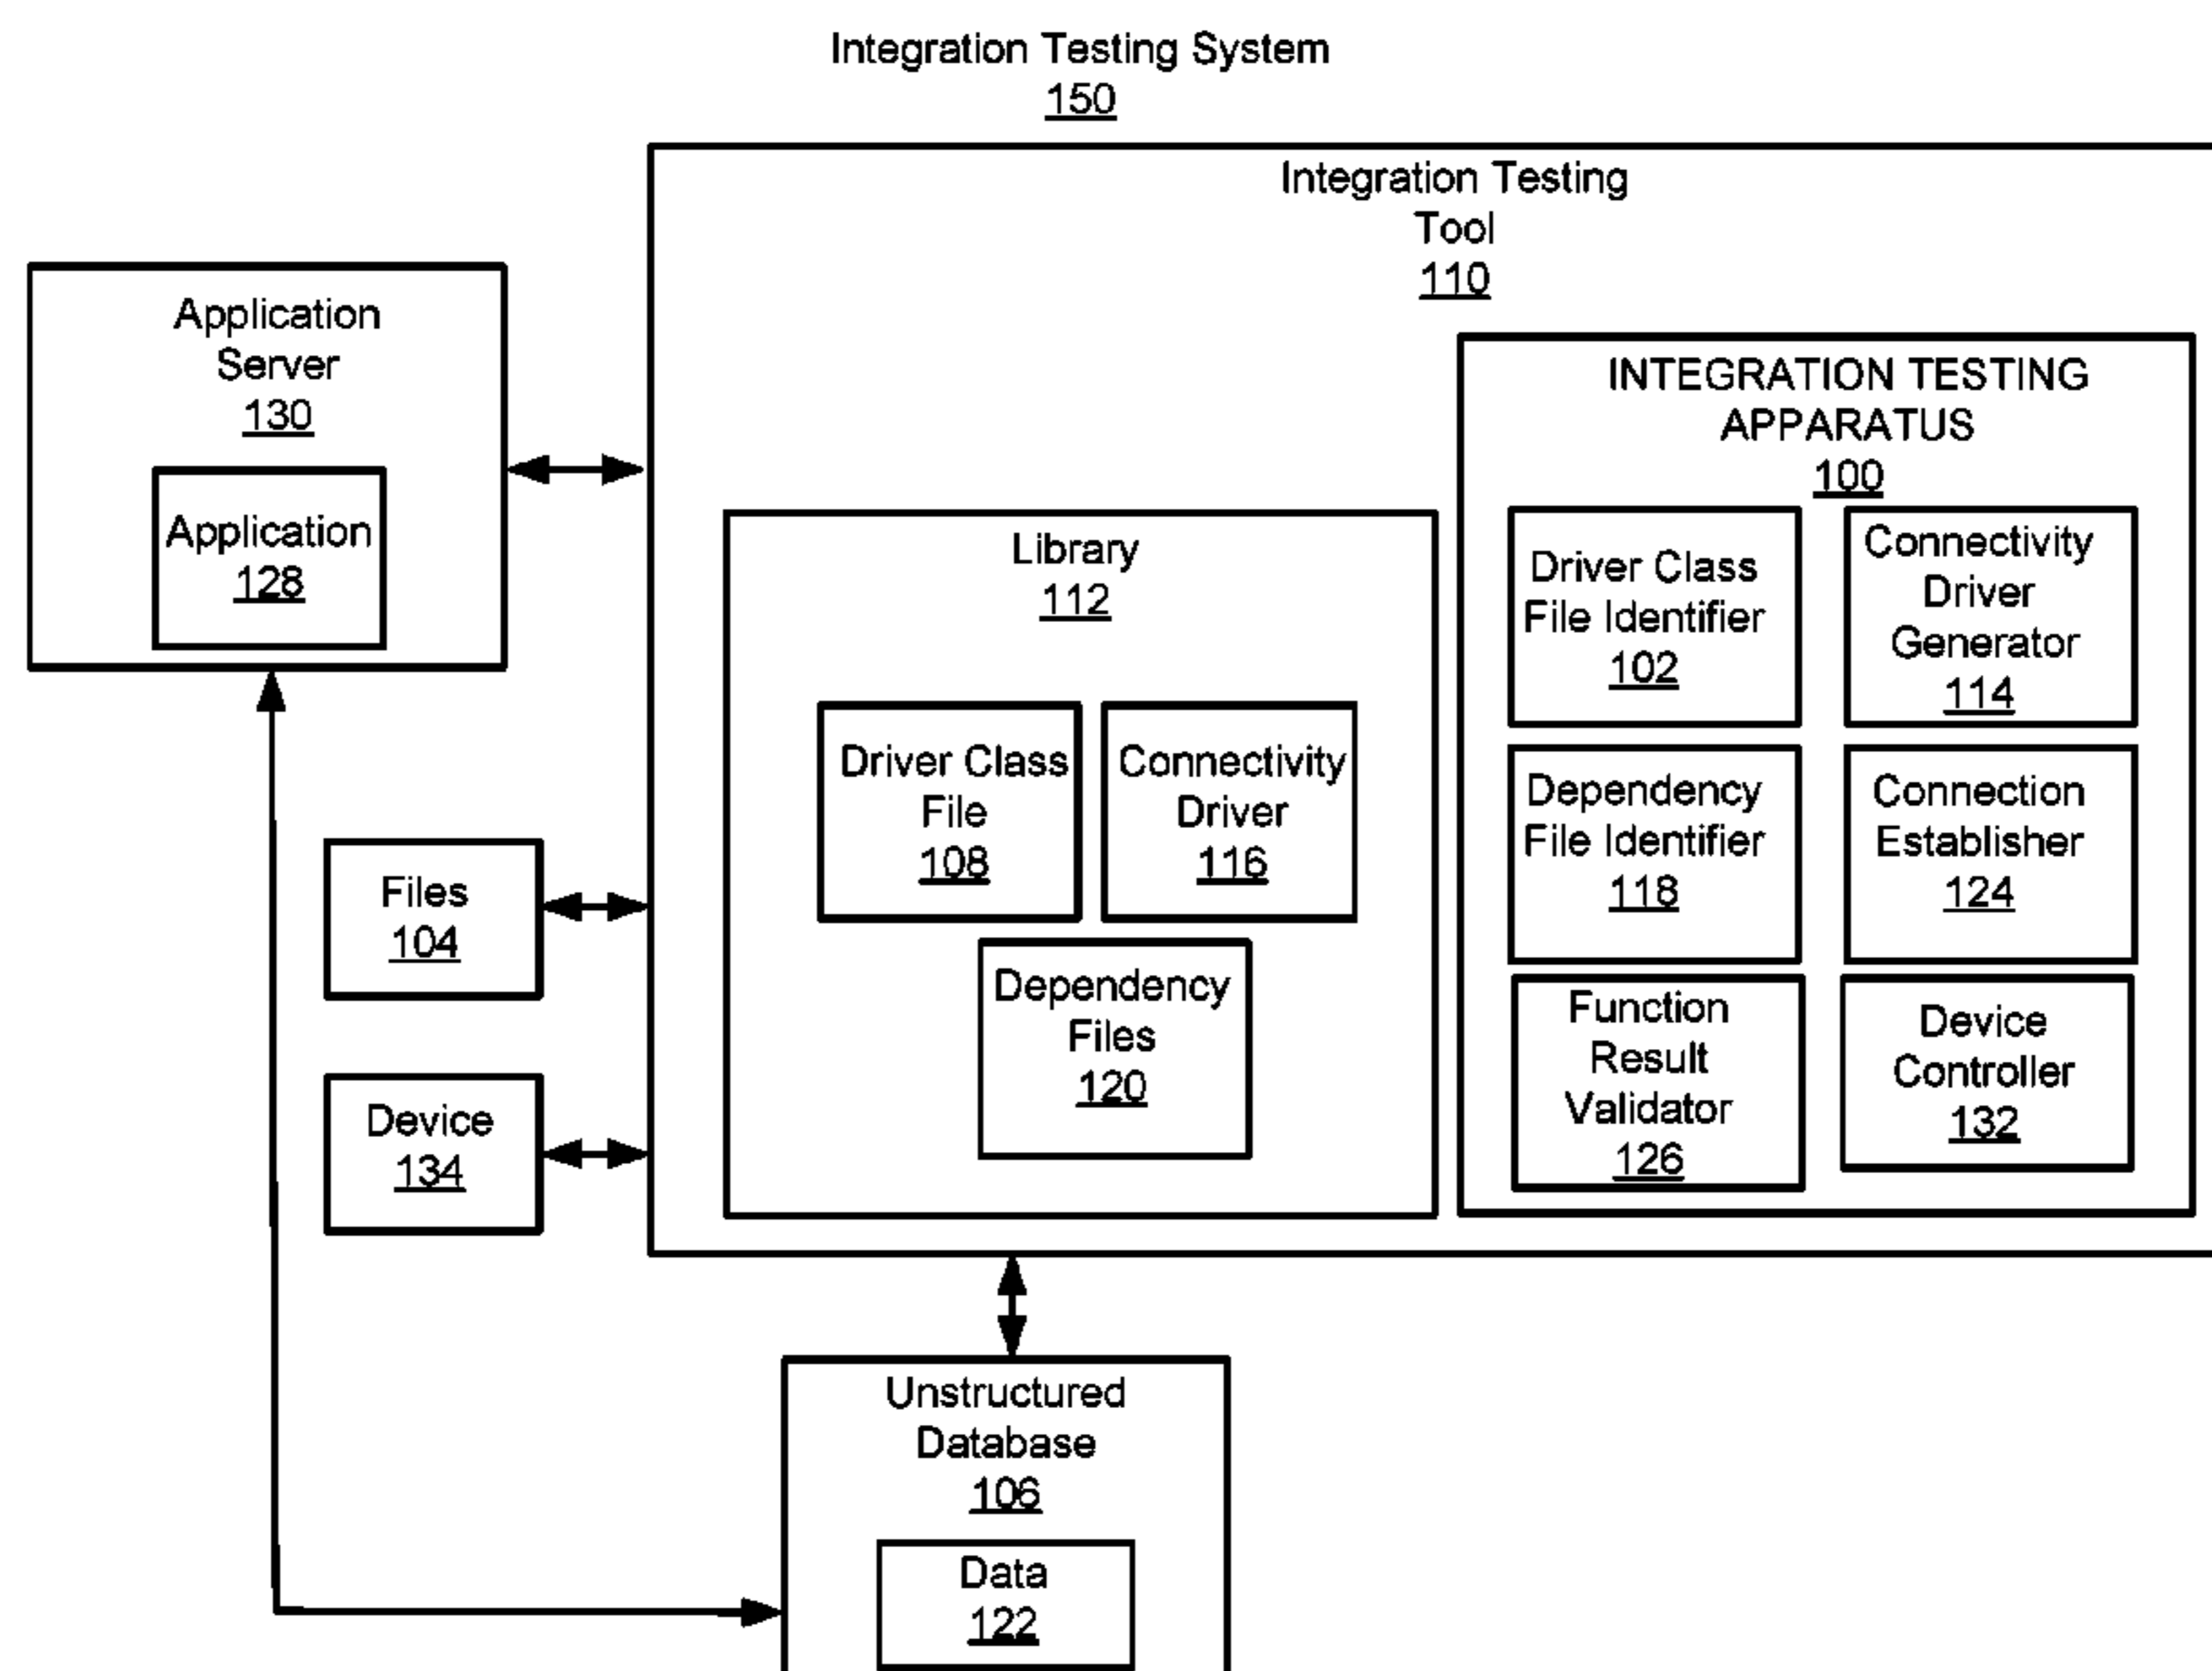 Integration Testing System
150
Integration Testing
Tool
110
Application
Server
130
Application
128
INTEGRATION TESTING
APPARATUS
100
Library
112
Driver Class
File Identifier
102
Connectivity
Driver
Generator
114
Driver Class
File
108
Connectivity
Driver
116
Dependency
File Identifier
118
Connection
Establisher
124
Files
104
Dependency
Files
120
Function
Result
Validator
126
Device
Controller
132
Device
134
Unstructured
Database
106
Data
122